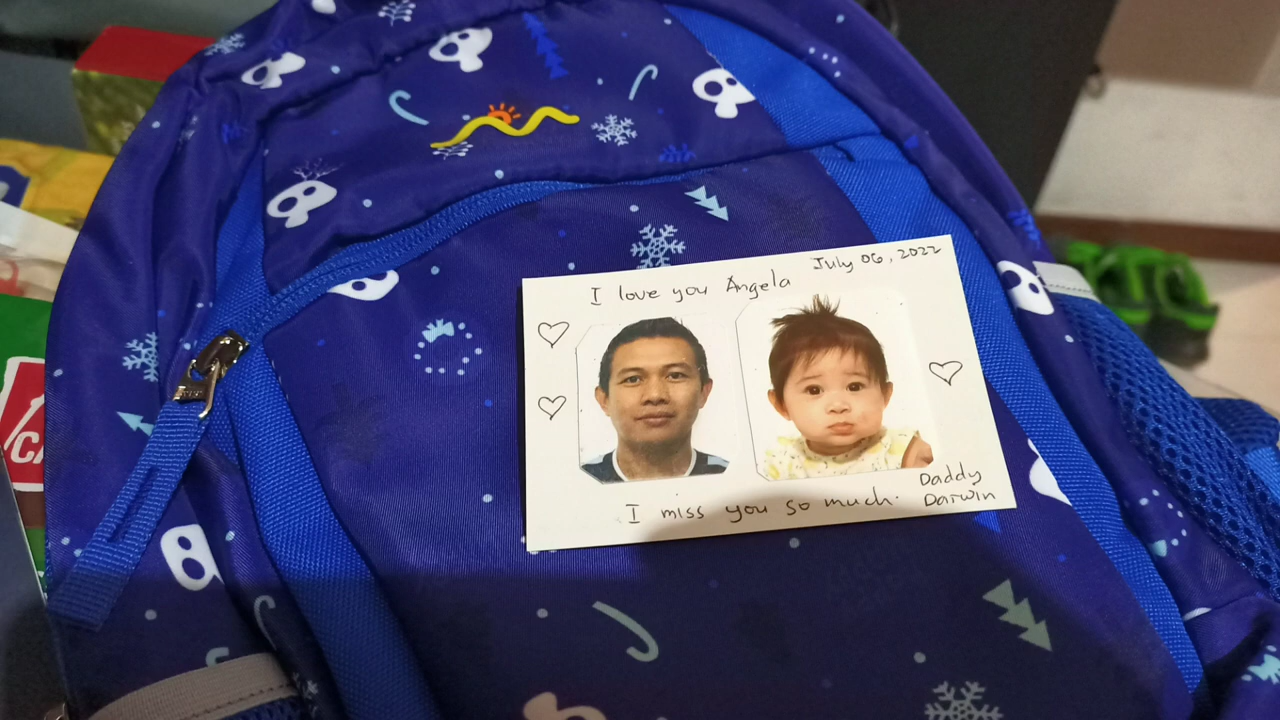 July 06, 2022
I love you Angela
I miss you so much.
Daddy
Darwin